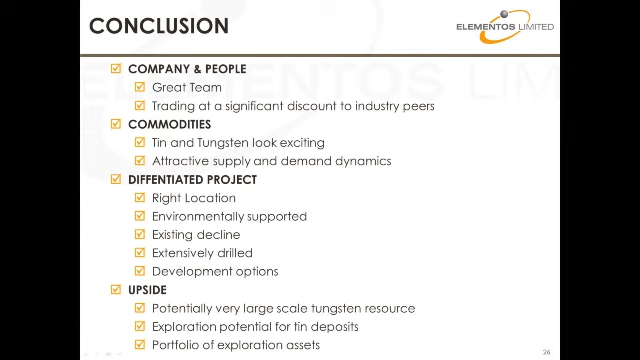 CONCLUSION
ELEMENTOS LIMITED
COMPANY & PEOPLE
Great Team
Trading at a significant discount to industry peers
COMMODITIES
Tin and Tungsten look exciting
Attractive supply and demand dynamics
DIFFENTIATED PROJECT
Right Location
Environmentally supported
Existing decline
Extensively drilled
Development options
UPSIDE
Potentially very large scale tungsten resource
Exploration potential for tin deposits
Portfolio of exploration assets
26